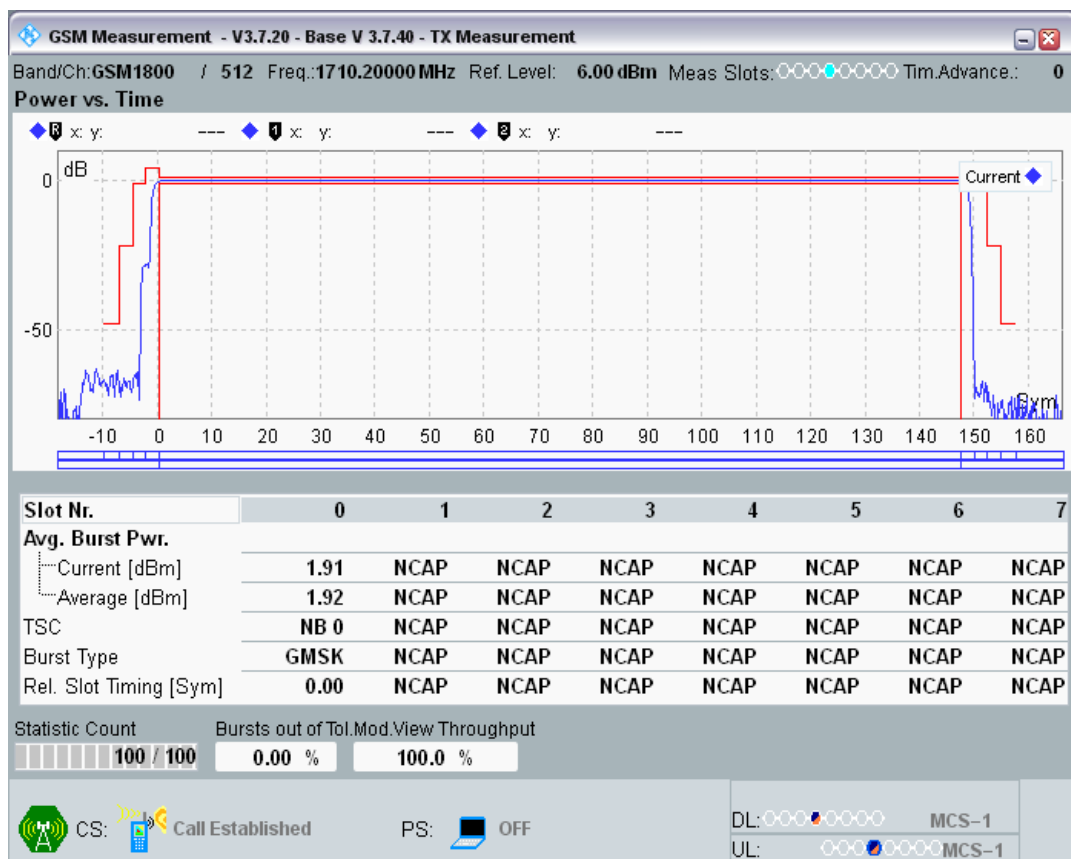 GSM Measurement - V3.7.20 - Base V 3.7.40 - TX Measurement
Band/Ch:GSM1800 / 512 Freq.:1710.20000 MHz Ref. Level: 6.00 dBm Meas Slots: Tim.Advance.: 0
Power vs. Time
R x: y: --- 1 x: y: --- 2 x: y: ---
dB
Current
0
-50
Sym
-10 0 10 20 30 40 50 60 70 80 90 100 110 120 130 140 150 160
Slot Nr. 0 1 2 3 4 5 6 7
Avg. Burst Pwr.
Current [dBm] 1.91 NCAP NCAP NCAP NCAP NCAP NCAP NCAP
Average [dBm] 1.92 NCAP NCAP NCAP NCAP NCAP NCAP NCAP
TSC NB 0 NCAP NCAP NCAP NCAP NCAP NCAP NCAP
Burst Type GMSK NCAP NCAP NCAP NCAP NCAP NCAP NCAP
Rel. Slot Timing [Sym] 0.00 NCAP NCAP NCAP NCAP NCAP NCAP NCAP
Statistic Count Bursts out of Tol. Mod.View Throughput
100 / 100 0.00 % 100.0 %
CS: Call Established PS: OFF
DL: MCS-1
UL: MCS-1